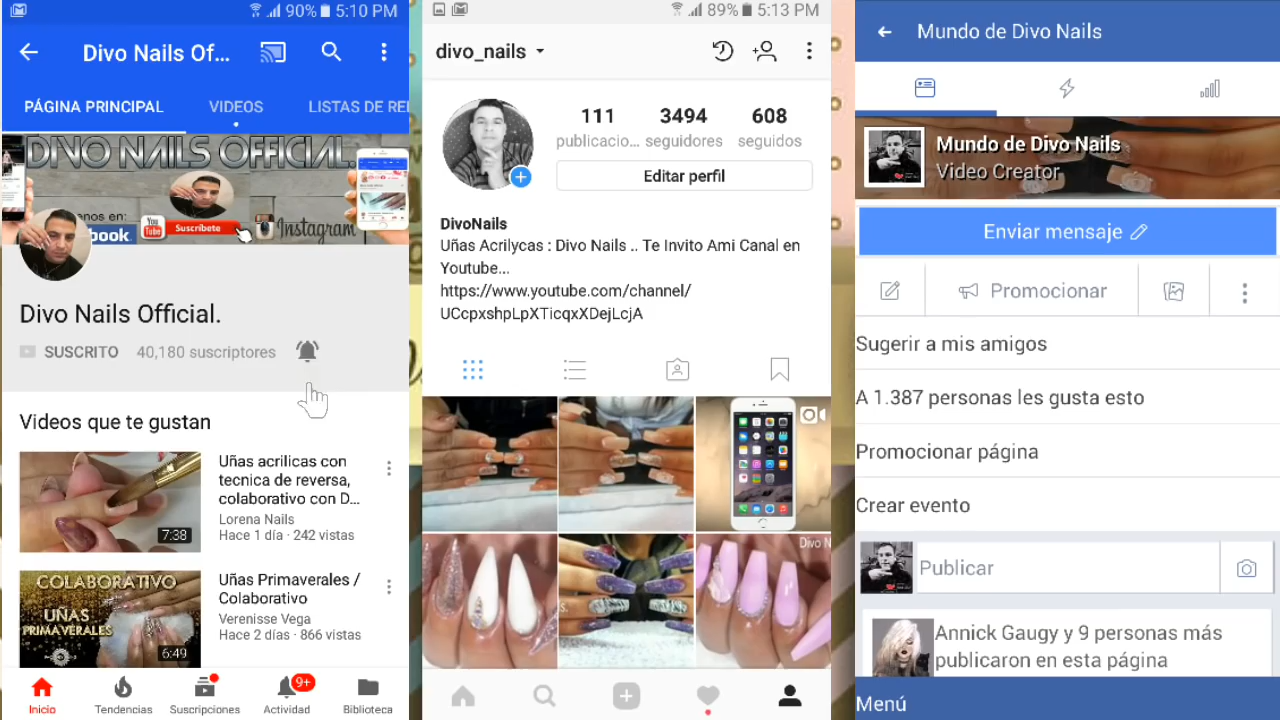 90% 5:10 PM
Divo Nails Of...
PÁGINA PRINCIPAL VIDEOS LISTAS DE RE
DIVO NAILS OFFICIAL.
enos en:
book
You Tube Suscribete
Instagram
Divo Nails Official.
SUSCRITO 40,180 suscriptores
Videos que te gustan
Uñas acrilicas con
tecnica de reversa,
colaborativo con D...
Lorena Nails
Hace 1 día · 242 vistas
7:38
COLABORATIVO
UÑAS
PRIMAVERALES
6:49
Uñas Primaverales /
Colaborativo
Verenisse Vega
Hace 2 días · 866 vistas
9+
Inicio Tendencias Suscripciones Actividad Biblioteca
89% 5:13 PM
divo_nails
111 3494 608
publicacio... seguidores seguidos
Editar perfil
DivoNails
Uñas Acrilycas : Divo Nails .. Te Invito Ami Canal en
Youtube...
https://www.youtube.com/channel/
UCcpxshpLpXTicqxXDejLcjA
Divo N
s.
Mundo de Divo Nails
Mundo de Divo Nails
Video Creator
Enviar mensaje
Promocionar
Sugerir a mis amigos
A 1.387 personas les gusta esto
Promocionar página
Crear evento
Publicar
Annick Gaugy y 9 personas más
publicaron en esta página
Menú